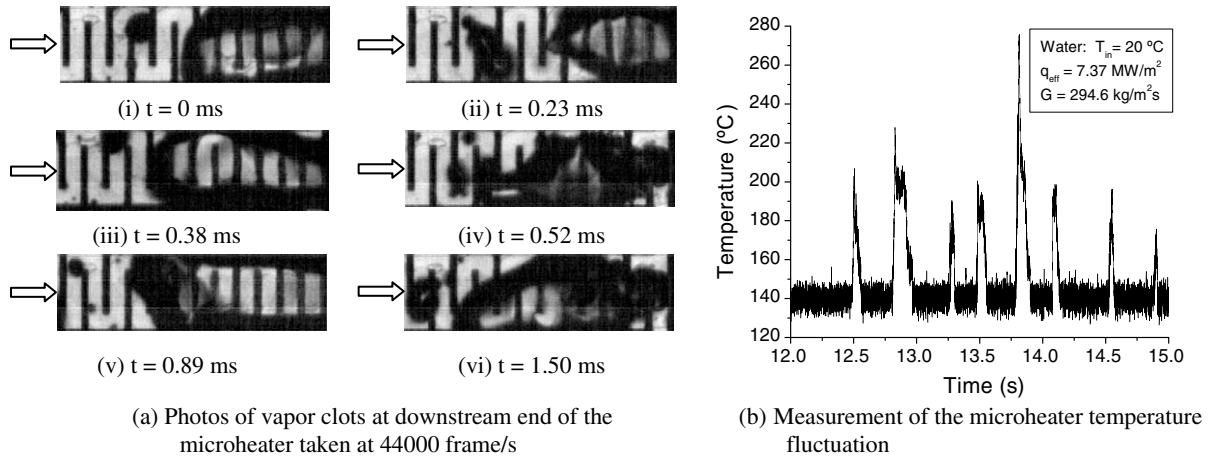 (i) t = 0 ms
(ii) t = 0.23 ms
(iii) t = 0.38 ms
(iv) t = 0.52 ms
(v) t = 0.89 ms
(vi) t = 1.50 ms
(a) Photos of vapor clots at downstream end of the
microheater taken at 44000 frame/s
280
260
240
220
200
180
160
140
120
Temperature (ºC)
Water: T_in = 20 ºC
q_eff = 7.37 MW/m²
G = 294.6 kg/m²s
12.0 12.5 13.0 13.5 14.0 14.5 15.0
Time (s)
(b) Measurement of the microheater temperature
fluctuation